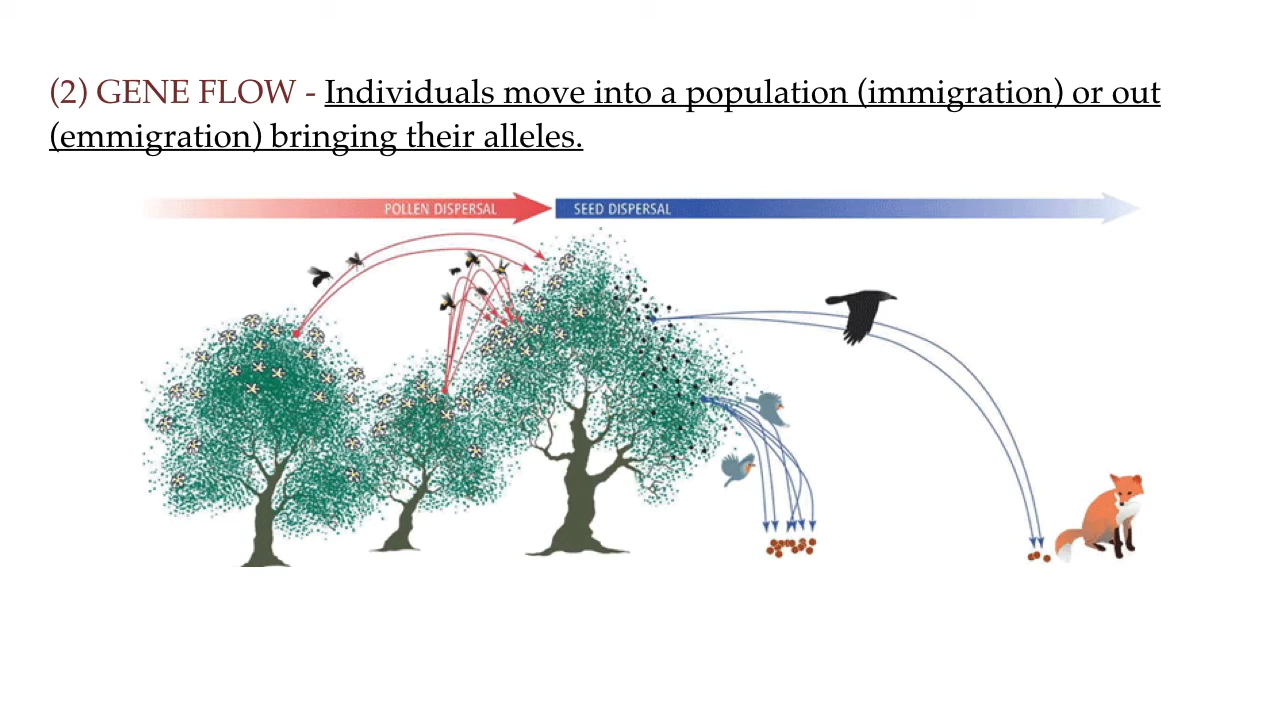 (2) GENE FLOW - Individuals move into a population (immigration) or out
(emmigration) bringing their alleles.
POLLEN DISPERSAL
SEED DISPERSAL